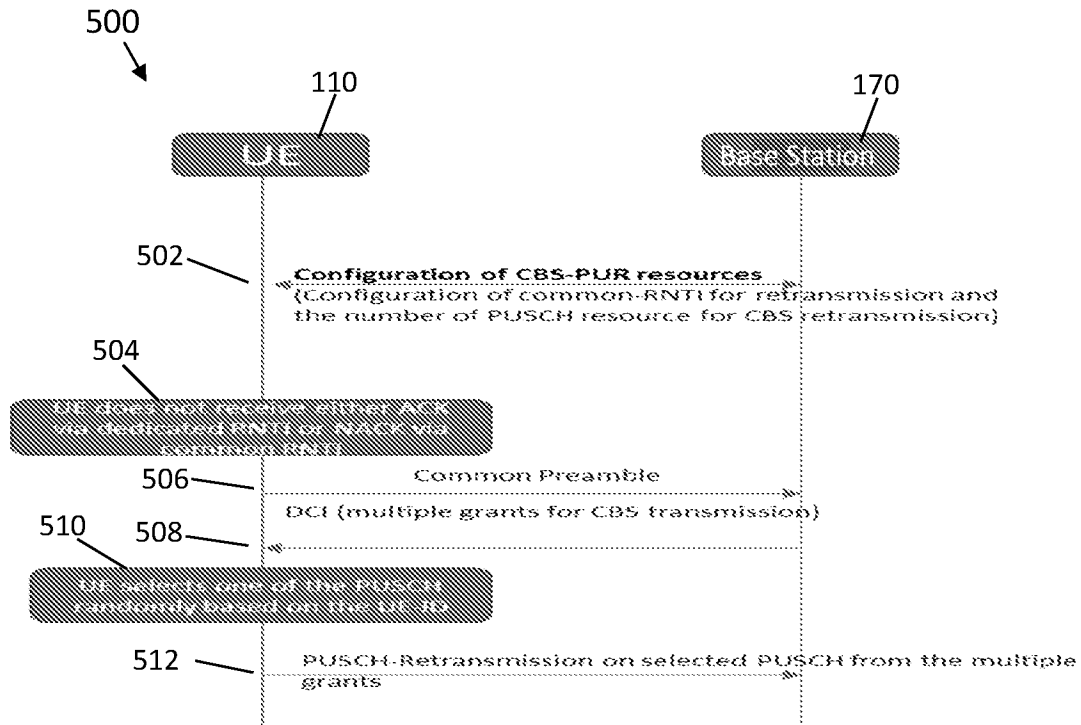 500
110
170
UE
Base Station
502
Configuration of CBS-PUR resources
(Configuration of common-RNTI for retransmission and
the number of PUSCH resource for CBS retransmission)
504
UE does not receive either ACK
via dedicated RNTI or NACK via
common RNTI
506
Common Preamble
DCI (multiple grants for CBS transmission)
508
510
UE selects one of the PUSCH
randomly based on the UE-ID
512
PUSCH-Retransmission on selected PUSCH from the multiple
grants